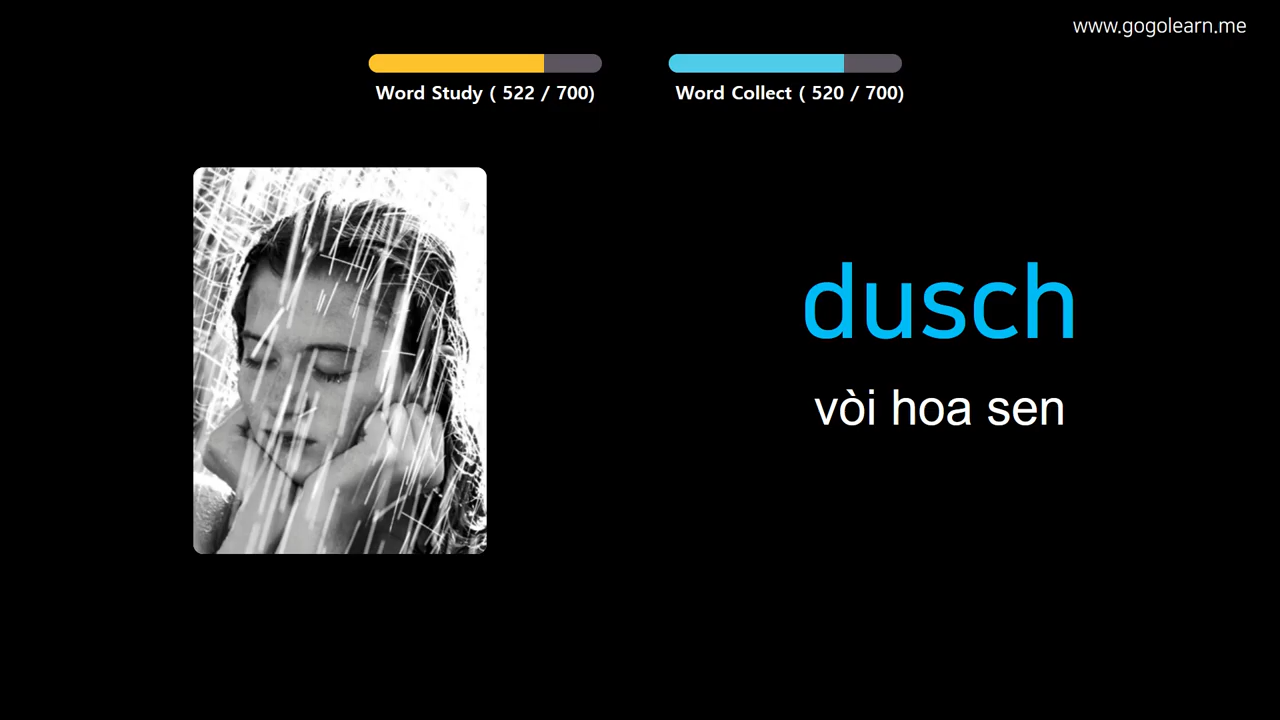 www.gogolearn.me
Word Study ( 522 / 700)
Word Collect ( 520 / 700)
dusch
vòi hoa sen